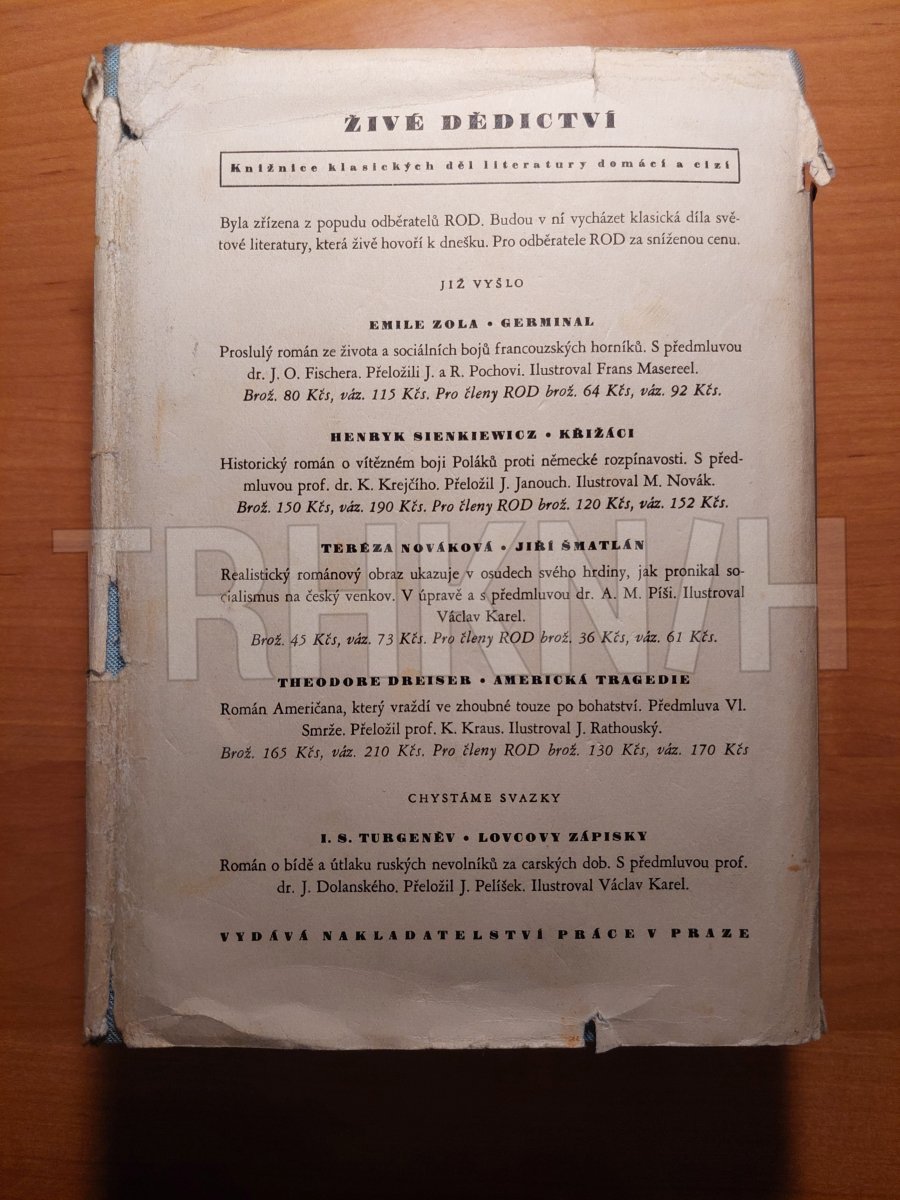 ŽIVÉ DĚDICTVÍ
Knižnice klasických děl literatury domácí a cizí
Byla zřízena z popudu odběratelů ROD. Budou v ní vycházet klasická díla svě-
tové literatury, která živě hovoří k dnešku. Pro odběratele ROD za sníženou cenu.
JIŽ VYŠLO
EMILE ZOLA • GERMINAL
Proslulý román ze života a sociálních bojů francouzských horníků. S předmluvou
dr. J. O. Fischera. Přeložili J. a R. Pochovi. Ilustroval Frans Masereel.
Brož. 80 Kčs, váz. 115 Kčs. Pro členy ROD brož. 64 Kčs, váz. 92 Kčs.
HENRYK SIENKIEWICZ • KŘIŽÁCI
Historický román o vítězném boji Poláků proti německé rozpínavosti. S před-
mluvou prof. dr. K. Krejčího. Přeložil J. Janouch. Ilustroval M. Novák.
Brož. 150 Kčs, váz. 190 Kčs. Pro členy ROD brož. 120 Kčs, váz. 152 Kčs.
TERÉZA NOVÁKOVÁ • JIŘÍ ŠMATLÁN
Realistický románový obraz ukazuje v osudech svého hrdiny, jak pronikal so-
cialismus na český venkov. V úpravě a s předmluvou dr. A. M. Píši. Ilustroval
Václav Karel.
Brož. 45 Kčs, váz. 73 Kčs. Pro členy ROD brož. 36 Kčs, váz. 61 Kčs.
THEODORE DREISER • AMERICKÁ TRAGEDIE
Román Američana, který vraždí ve zhoubné touze po bohatství. Předmluva Vl.
Smrže. Přeložil prof. K. Kraus. Ilustroval J. Rathouský.
Brož. 165 Kčs, váz. 210 Kčs. Pro členy ROD brož. 130 Kčs, váz. 170 Kčs
CHYSTÁME SVAZKY
I. S. TURGENĚV • LOVCOVY ZÁPISKY
Román o bídě a útlaku ruských nevolníků za carských dob. S předmluvou prof.
dr. J. Dolanského. Přeložil J. Pelíšek. Ilustroval Václav Karel.
VYDÁVÁ NAKLADATELSTVÍ PRÁCE V PRAZE
TRHKNIH